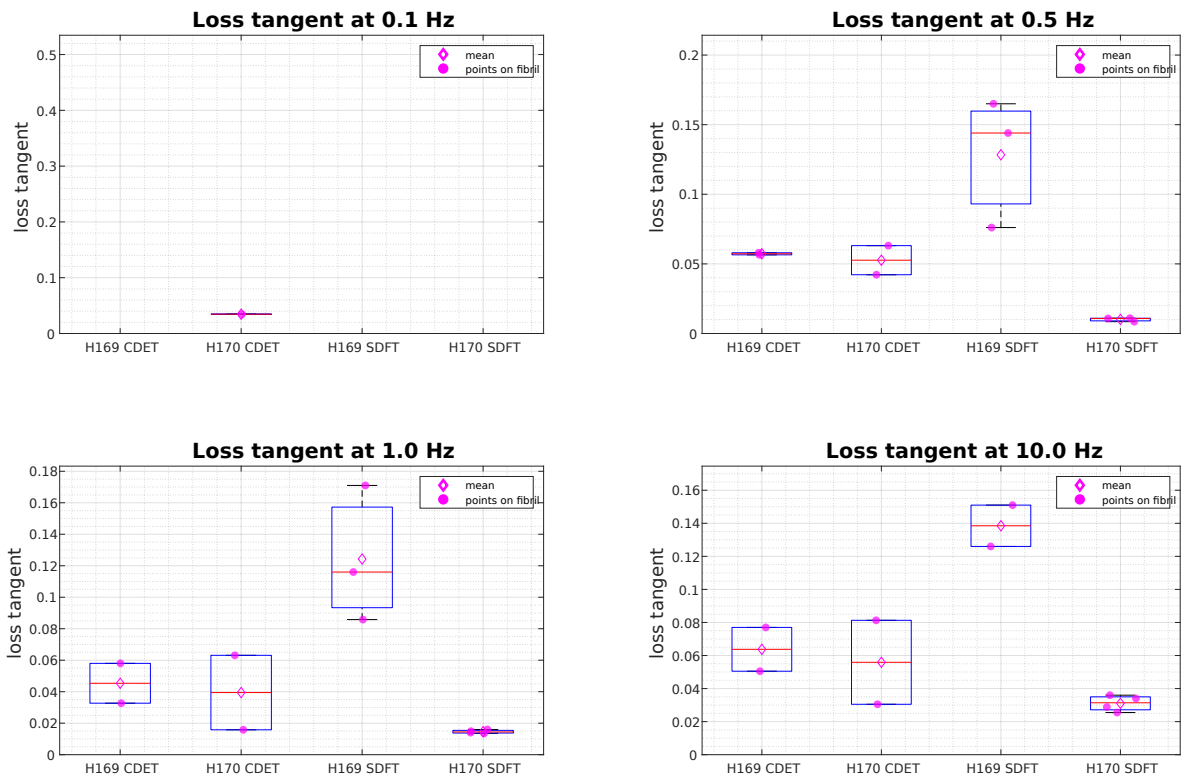 Loss tangent at 0.1 Hz
mean
points on fibril
loss tangent
0.5
0.4
0.3
0.2
0.1
0
H169 CDET H170 CDET H169 SDFT H170 SDFT
Loss tangent at 0.5 Hz
mean
points on fibril
loss tangent
0.2
0.15
0.1
0.05
0
H169 CDET H170 CDET H169 SDFT H170 SDFT
Loss tangent at 1.0 Hz
mean
points on fibril
loss tangent
0.18
0.16
0.14
0.12
0.1
0.08
0.06
0.04
0.02
0
H169 CDET H170 CDET H169 SDFT H170 SDFT
Loss tangent at 10.0 Hz
mean
points on fibril
loss tangent
0.16
0.14
0.12
0.1
0.08
0.06
0.04
0.02
0
H169 CDET H170 CDET H169 SDFT H170 SDFT